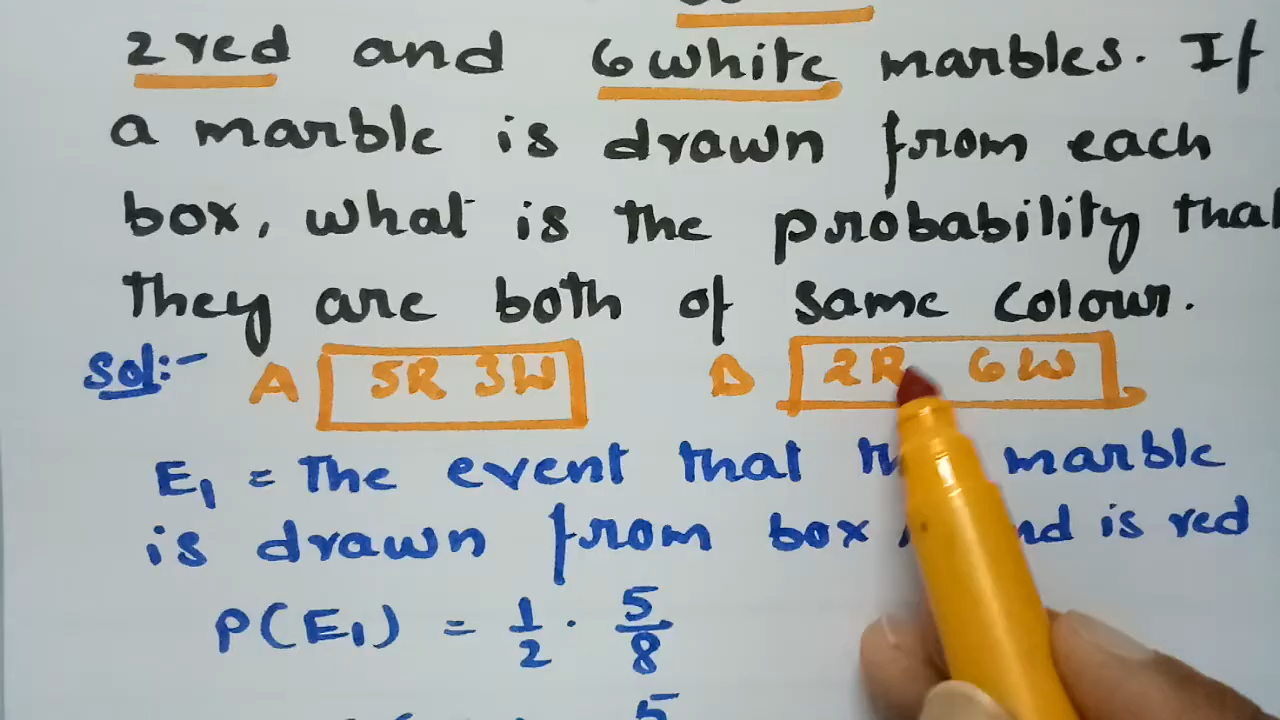 2 red and 6 white marbles. If
a marble is drawn from each
box, what is the probability that
they are both of same colour.
Sol:- A 5R 3W B 2R 6W
E₁ = The event that marble
is drawn from box and is red
P(E₁) = 1/2 · 5/8
5